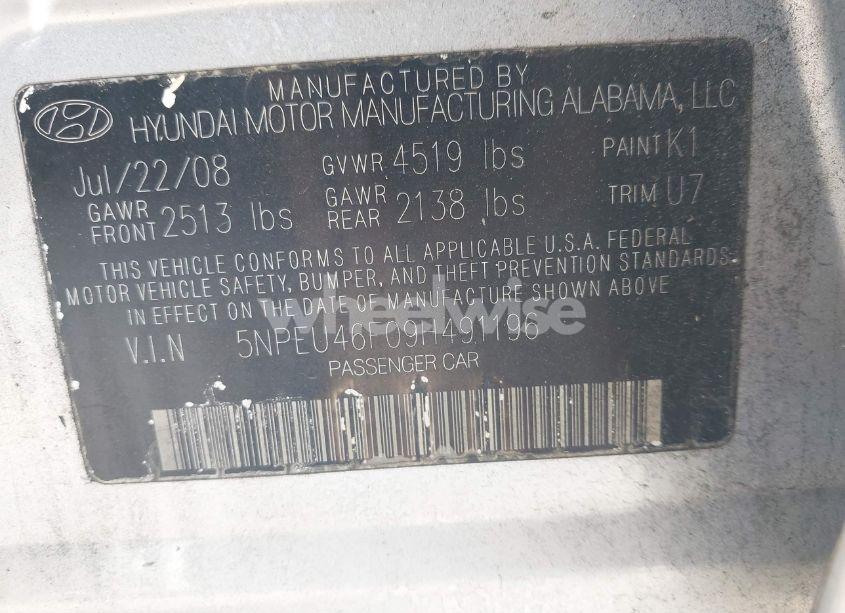 MANUFACTURED BY
HYUNDAI MOTOR MANUFACTURING ALABAMA, LLC
Jul/22/08 GVWR 4519 lbs PAINT K1
GAWR FRONT 2513 lbs GAWR REAR 2138 lbs TRIM U7
THIS VEHICLE CONFORMS TO ALL APPLICABLE U.S.A. FEDERAL
MOTOR VEHICLE SAFETY, BUMPER, AND THEFT PREVENTION STANDARDS
IN EFFECT ON THE DATE OF MANUFACTURE SHOWN ABOVE
wheelwise
V.I.N 5NPEU46F09H491196
PASSENGER CAR